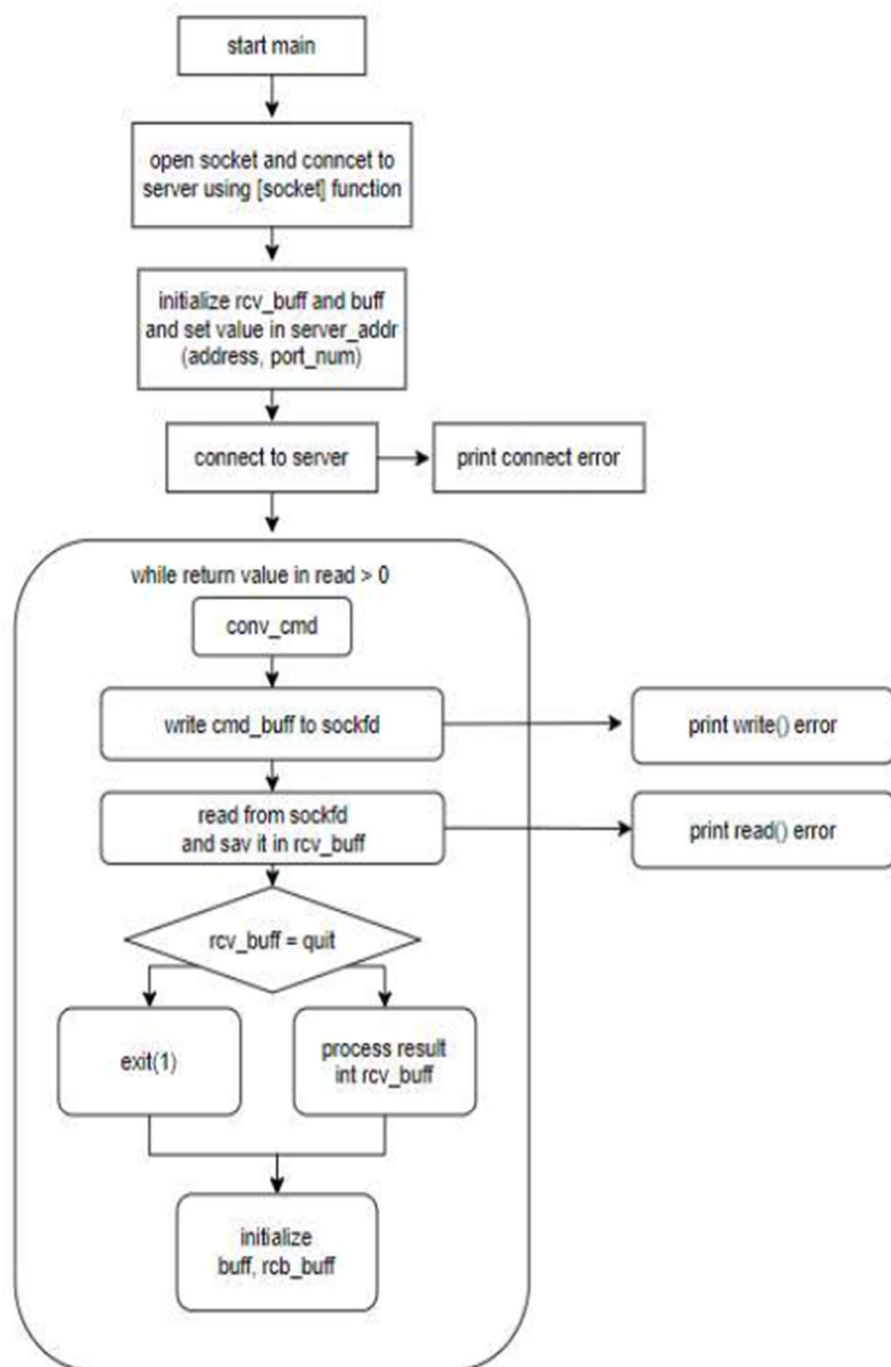 start main
open socket and conncet to
server using [socket] function
initialize rcv_buff and buff
and set value in server_addr
(address, port_num)
connect to server
print connect error
while return value in read > 0
conv_cmd
write cmd_buff to sockfd
print write() error
read from sockfd
and sav it in rcv_buff
print read() error
rcv_buff = quit
exit(1)
process result
int rcv_buff
initialize
buff, rcb_buff